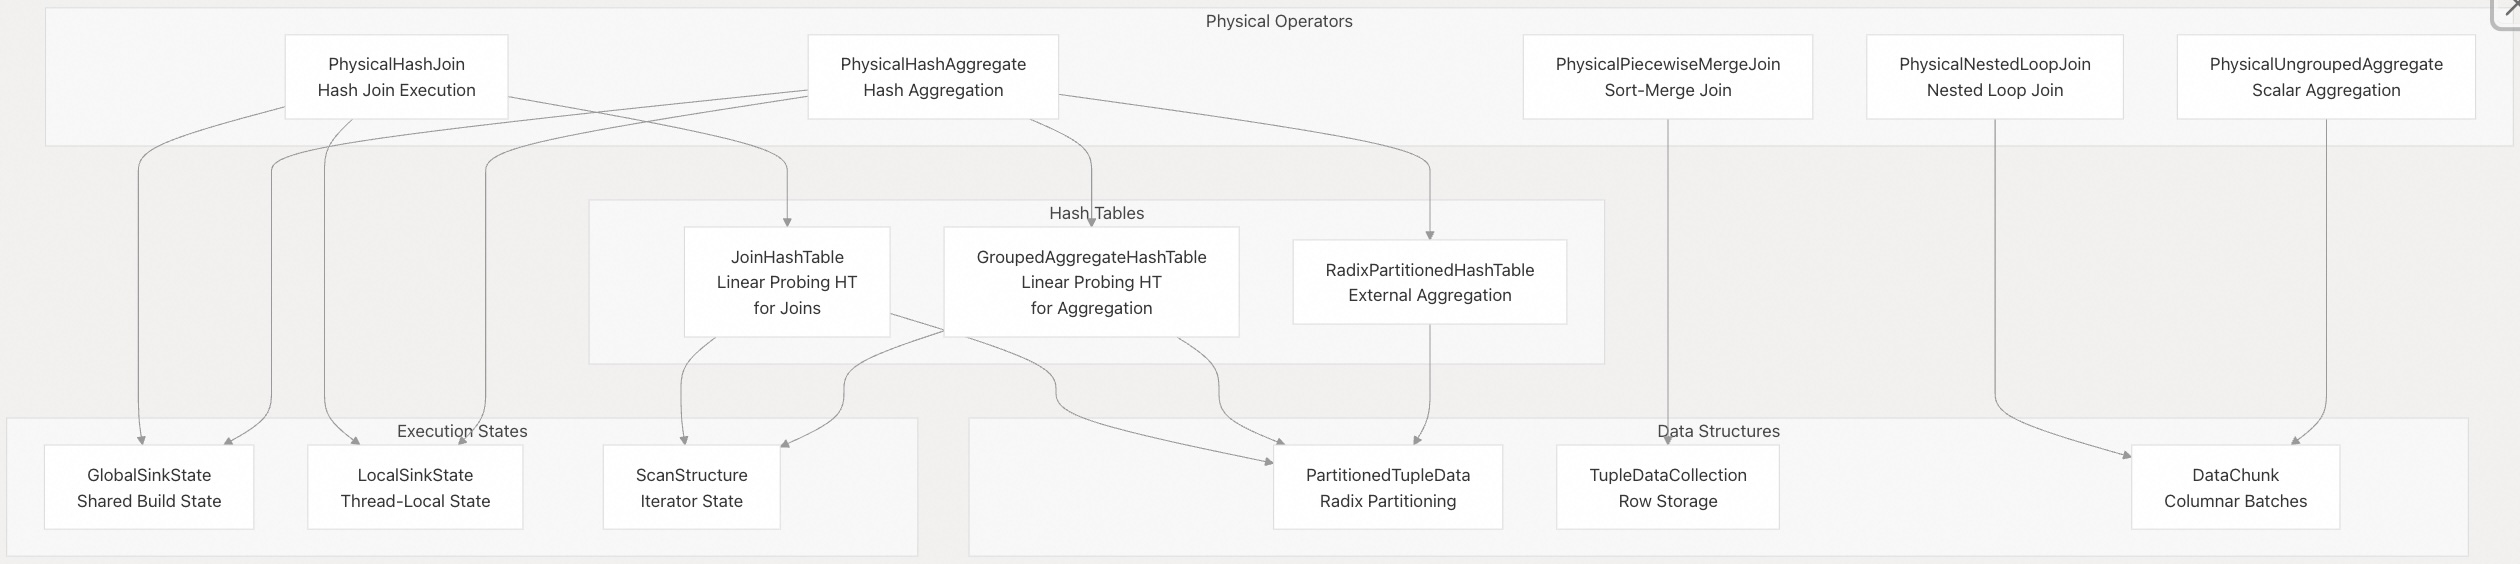 Physical Operators
PhysicalHashJoin
Hash Join Execution
PhysicalHashAggregate
Hash Aggregation
PhysicalPiecewiseMergeJoin
Sort-Merge Join
PhysicalNestedLoopJoin
Nested Loop Join
PhysicalUngroupedAggregate
Scalar Aggregation
Hash Tables
JoinHashTable
Linear Probing HT
for Joins
GroupedAggregateHashTable
Linear Probing HT
for Aggregation
RadixPartitionedHashTable
External Aggregation
Execution States
GlobalSinkState
Shared Build State
LocalSinkState
Thread-Local State
ScanStructure
Iterator State
Data Structures
PartitionedTupleData
Radix Partitioning
TupleDataCollection
Row Storage
DataChunk
Columnar Batches